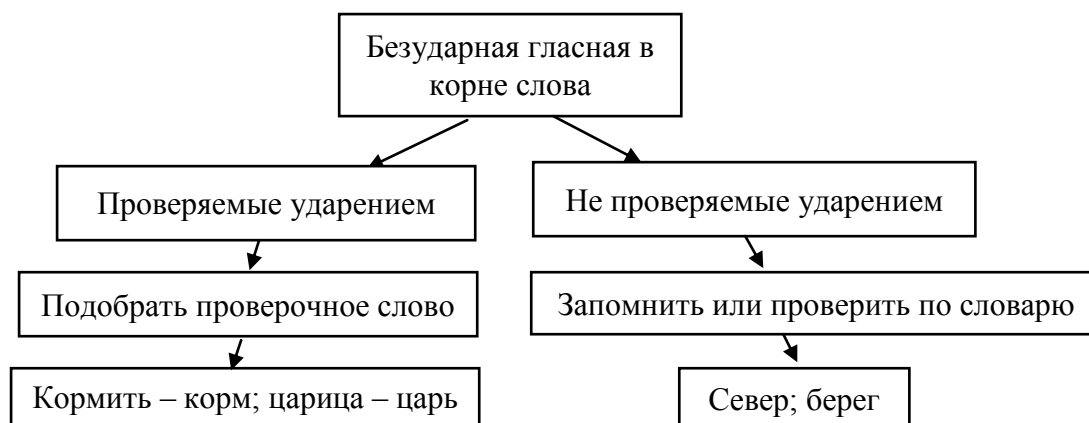 Безударная гласная в
корне слова
Проверяемые ударением
Не проверяемые ударением
Подобрать проверочное слово
Запомнить или проверить по словарю
Кормить – корм; царица – царь
Север; берег